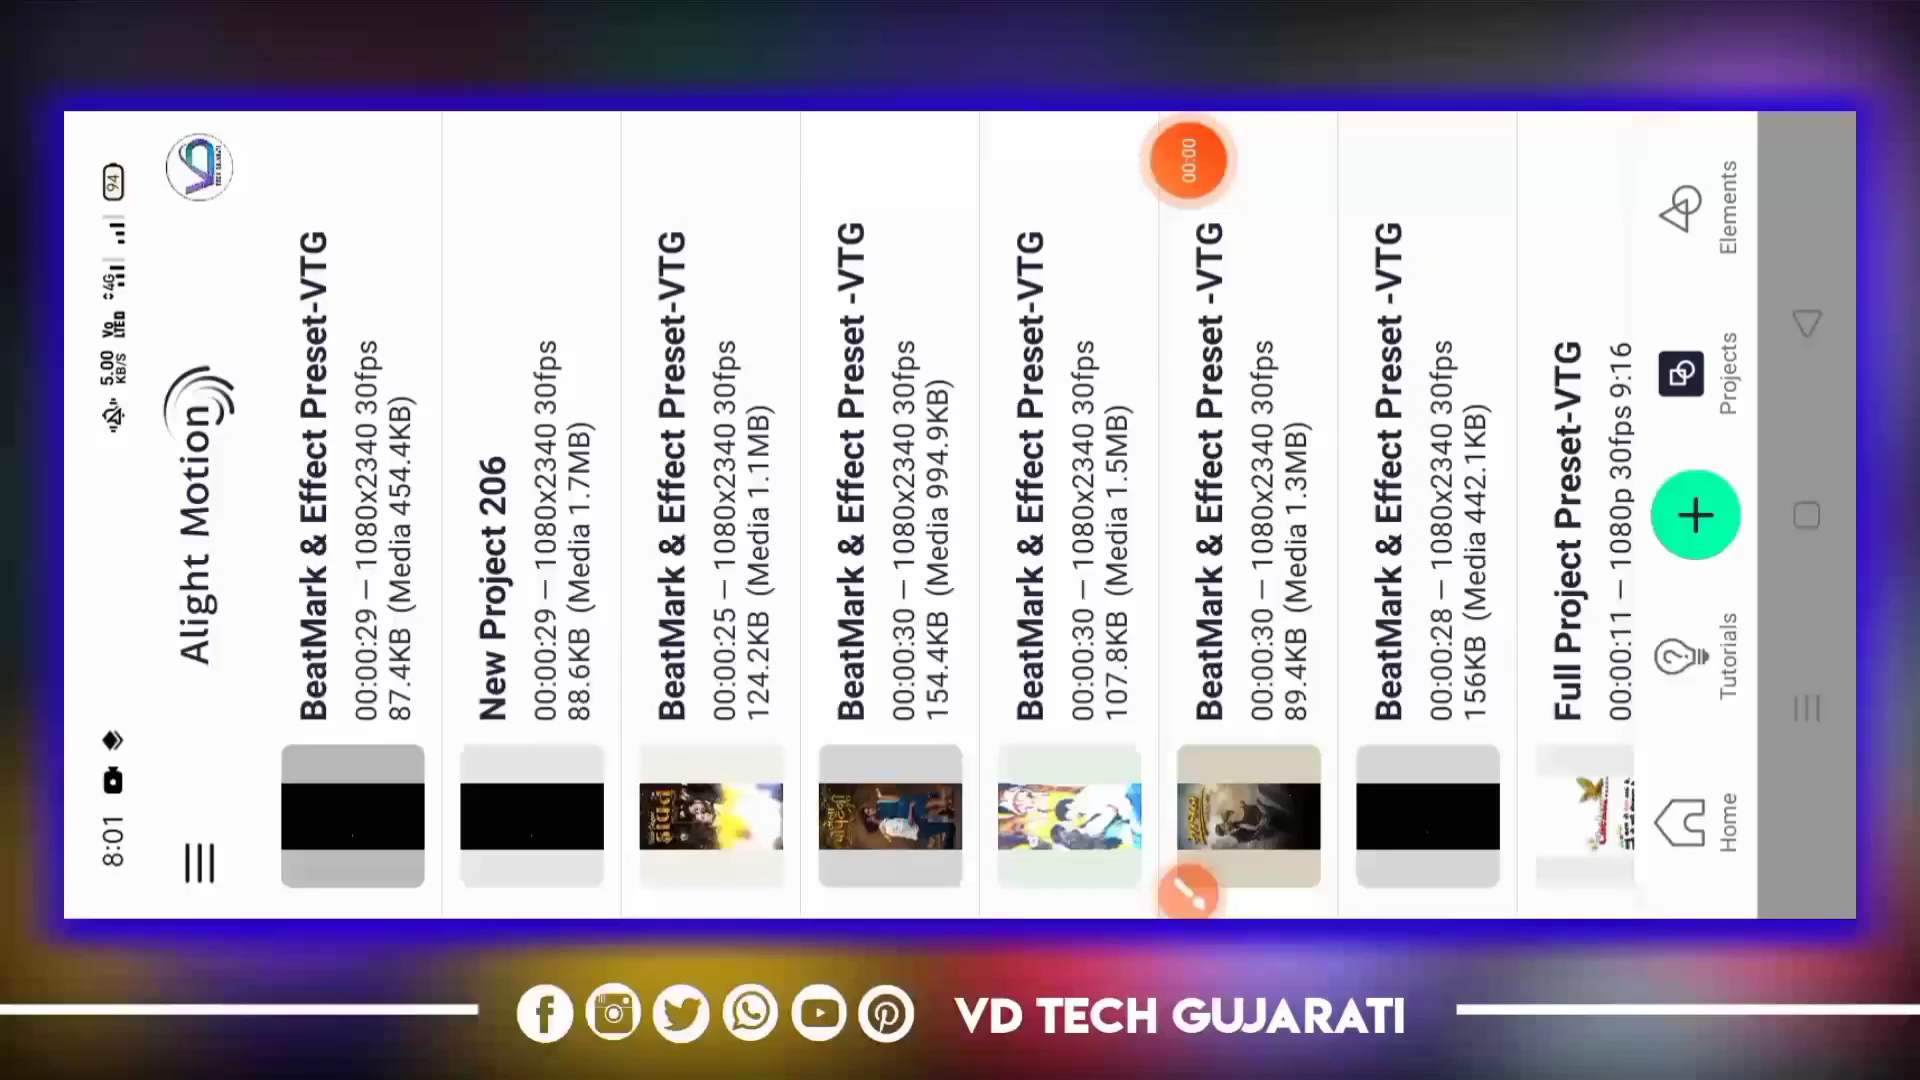 8:01
5.00 KB/S
Vo LTED
4G
94
Alight Motion
VD
BeatMark & Effect Preset-VTG
00:00:29 – 1080x2340 30fps
87.4KB (Media 454.4KB)
New Project 206
00:00:29 – 1080x2340 30fps
88.6KB (Media 1.7MB)
BeatMark & Effect Preset-VTG
00:00:25 – 1080x2340 30fps
124.2KB (Media 1.1MB)
BeatMark & Effect Preset -VTG
00:00:30 – 1080x2340 30fps
154.4KB (Media 994.9KB)
BeatMark & Effect Preset-VTG
00:00:30 – 1080x2340 30fps
107.8KB (Media 1.5MB)
00:00
BeatMark & Effect Preset -VTG
00:00:30 – 1080x2340 30fps
89.4KB (Media 1.3MB)
BeatMark & Effect Preset -VTG
00:00:28 – 1080x2340 30fps
156KB (Media 442.1KB)
Full Project Preset-VTG
00:00:11 – 1080p 30fps 9:16
Home
Tutorials
Projects
Elements
VD TECH GUJARATI